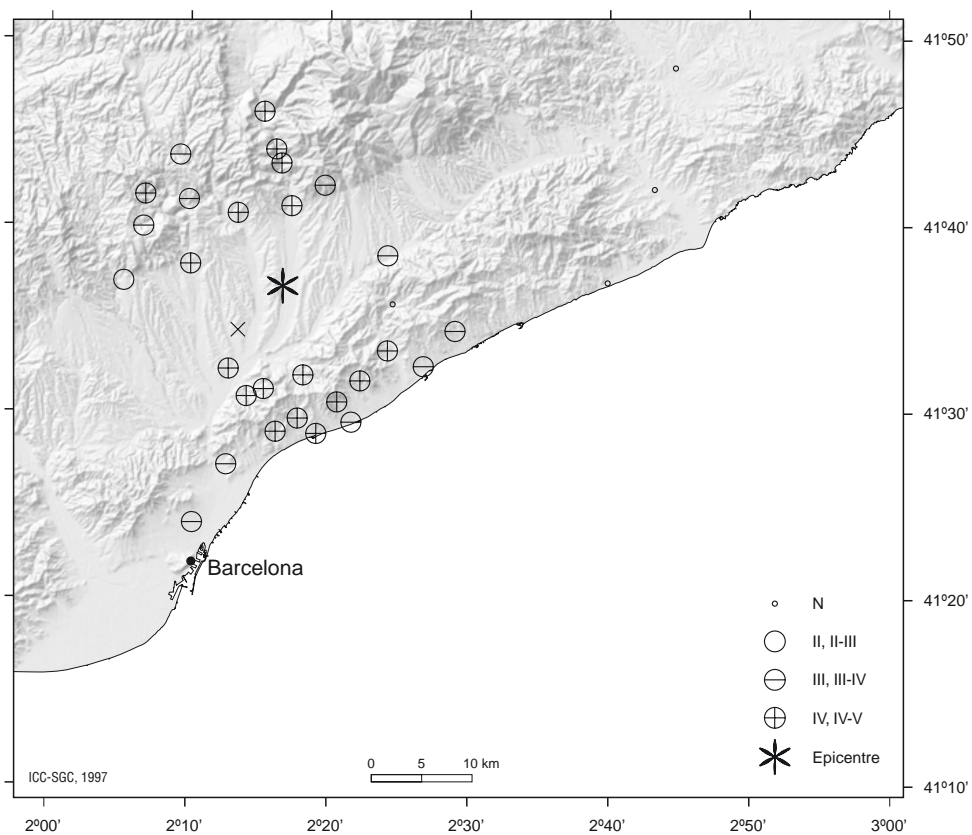 41º50'
41º40'
41º30'
Barcelona
41º20'
N
II, II-III
III, III-IV
IV, IV-V
Epicentre
0 5 10 km
ICC-SGC, 1997
41º10'
2º00' 2º10' 2º20' 2º30' 2º40' 2º50' 3º00'